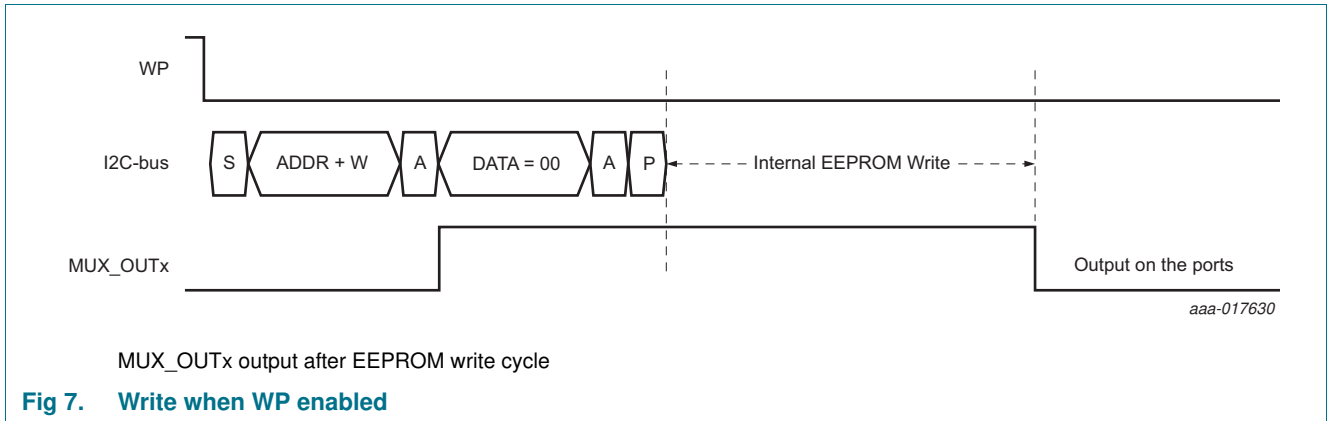 WP
I2C-bus S ADDR + W A DATA = 00 A P Internal EEPROM Write
MUX_OUTx Output on the ports
aaa-017630
MUX_OUTx output after EEPROM write cycle
Fig 7. Write when WP enabled